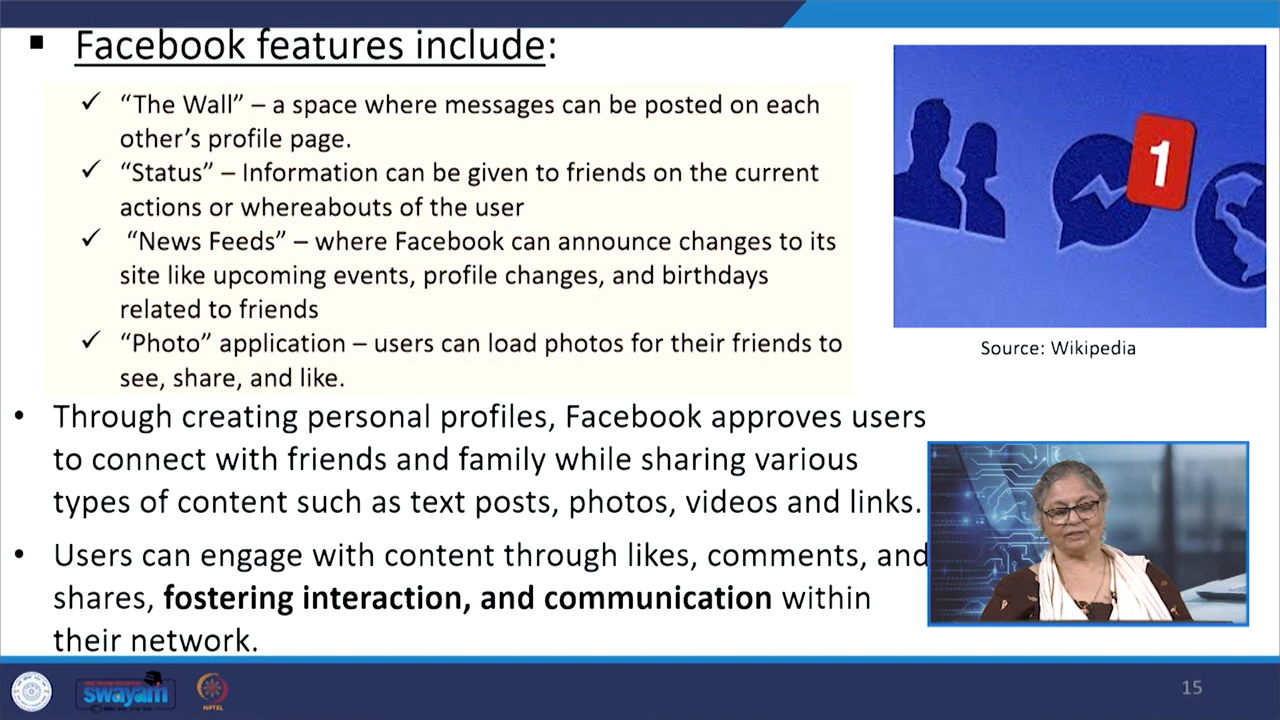 ▪ Facebook features include:
✓ “The Wall” – a space where messages can be posted on each
other’s profile page.
✓ “Status” – Information can be given to friends on the current
actions or whereabouts of the user
✓ “News Feeds” – where Facebook can announce changes to its
site like upcoming events, profile changes, and birthdays
related to friends
✓ “Photo” application – users can load photos for their friends to
see, share, and like.
1
Source: Wikipedia
• Through creating personal profiles, Facebook approves users
to connect with friends and family while sharing various
types of content such as text posts, photos, videos and links.
• Users can engage with content through likes, comments, and
shares, fostering interaction, and communication within
their network.
swayam
NPTEL
15